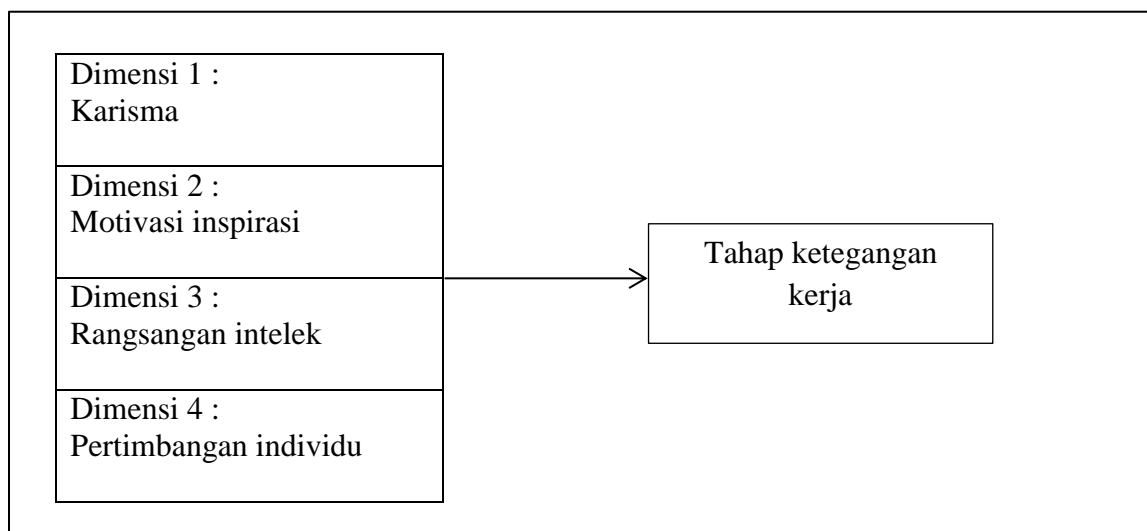 Dimensi 1 :
Karisma
Dimensi 2 :
Motivasi inspirasi
Dimensi 3 :
Rangsangan intelek
Dimensi 4 :
Pertimbangan individu
Tahap ketegangan
kerja